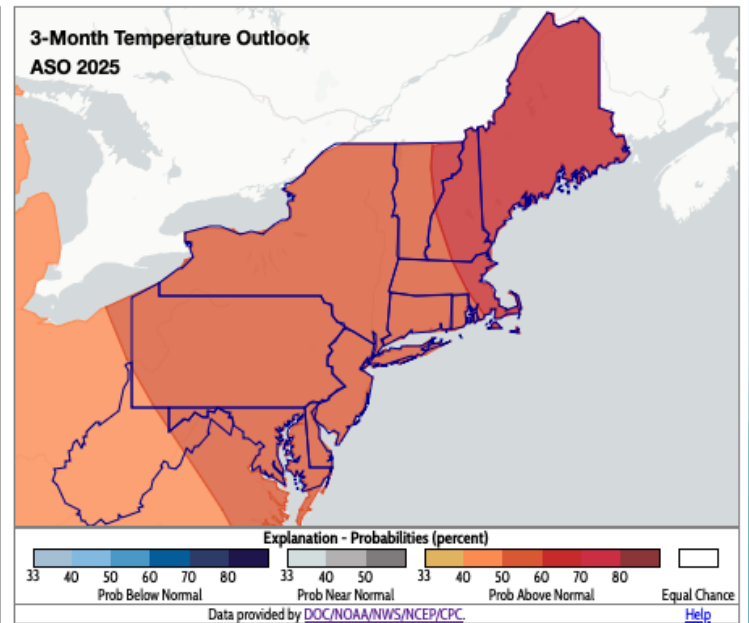 3-Month Temperature Outlook
ASO 2025
Explanation - Probabilities (percent)
33 40 50 60 70 80 33 40 50 33 40 50 60 70 80
Prob Below Normal Prob Near Normal Prob Above Normal Equal Chance
Data provided by DOC/NOAA/NWS/NCEP/CPC. Help